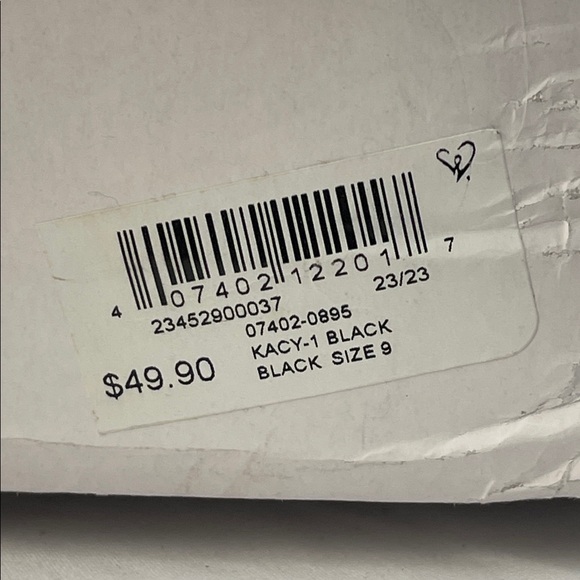 4 07402 12201 7
23452900037 23/23
07402-0895
KACY-1 BLACK
$49.90 BLACK SIZE 9